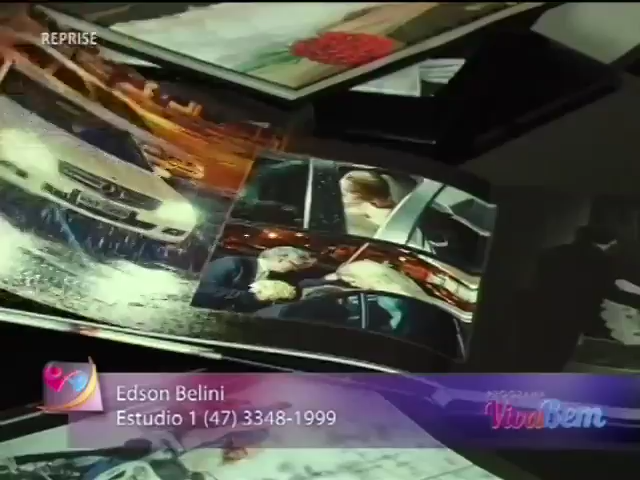 REPRISE
Edson Belini
Estudio 1 (47) 3348-1999
PROGRAMA
VivaBem